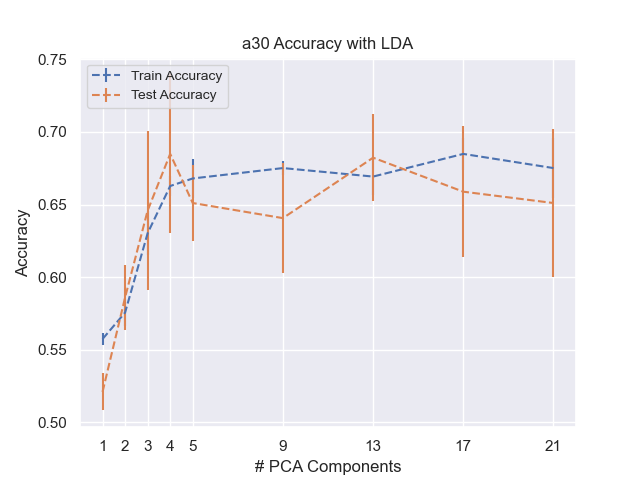 a30 Accuracy with LDA
0.75
0.70
0.65
0.60
0.55
0.50
Accuracy
Train Accuracy
Test Accuracy
1 2 3 4 5 9 13 17 21
# PCA Components